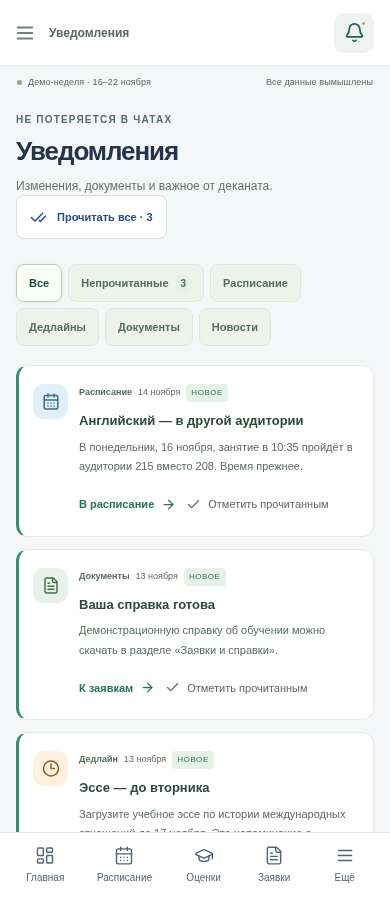 Уведомления
Демо-неделя · 16–22 ноября
Все данные вымышлены
НЕ ПОТЕРЯЕТСЯ В ЧАТАХ
Уведомления
Изменения, документы и важное от деканата.
Прочитать все · 3
Все
Непрочитанные 3
Расписание
Дедлайны
Документы
Новости
Расписание 14 ноября НОВОЕ
Английский — в другой аудитории
В понедельник, 16 ноября, занятие в 10:35 пройдёт в
аудитории 215 вместо 208. Время прежнее.
В расписание → Отметить прочитанным
Документы 13 ноября НОВОЕ
Ваша справка готова
Демонстрационную справку об обучении можно
скачать в разделе «Заявки и справки».
К заявкам → Отметить прочитанным
Дедлайн 13 ноября НОВОЕ
Эссе — до вторника
Загрузите учебное эссе по истории международных
Главная
Расписание
Оценки
Заявки
Ещё